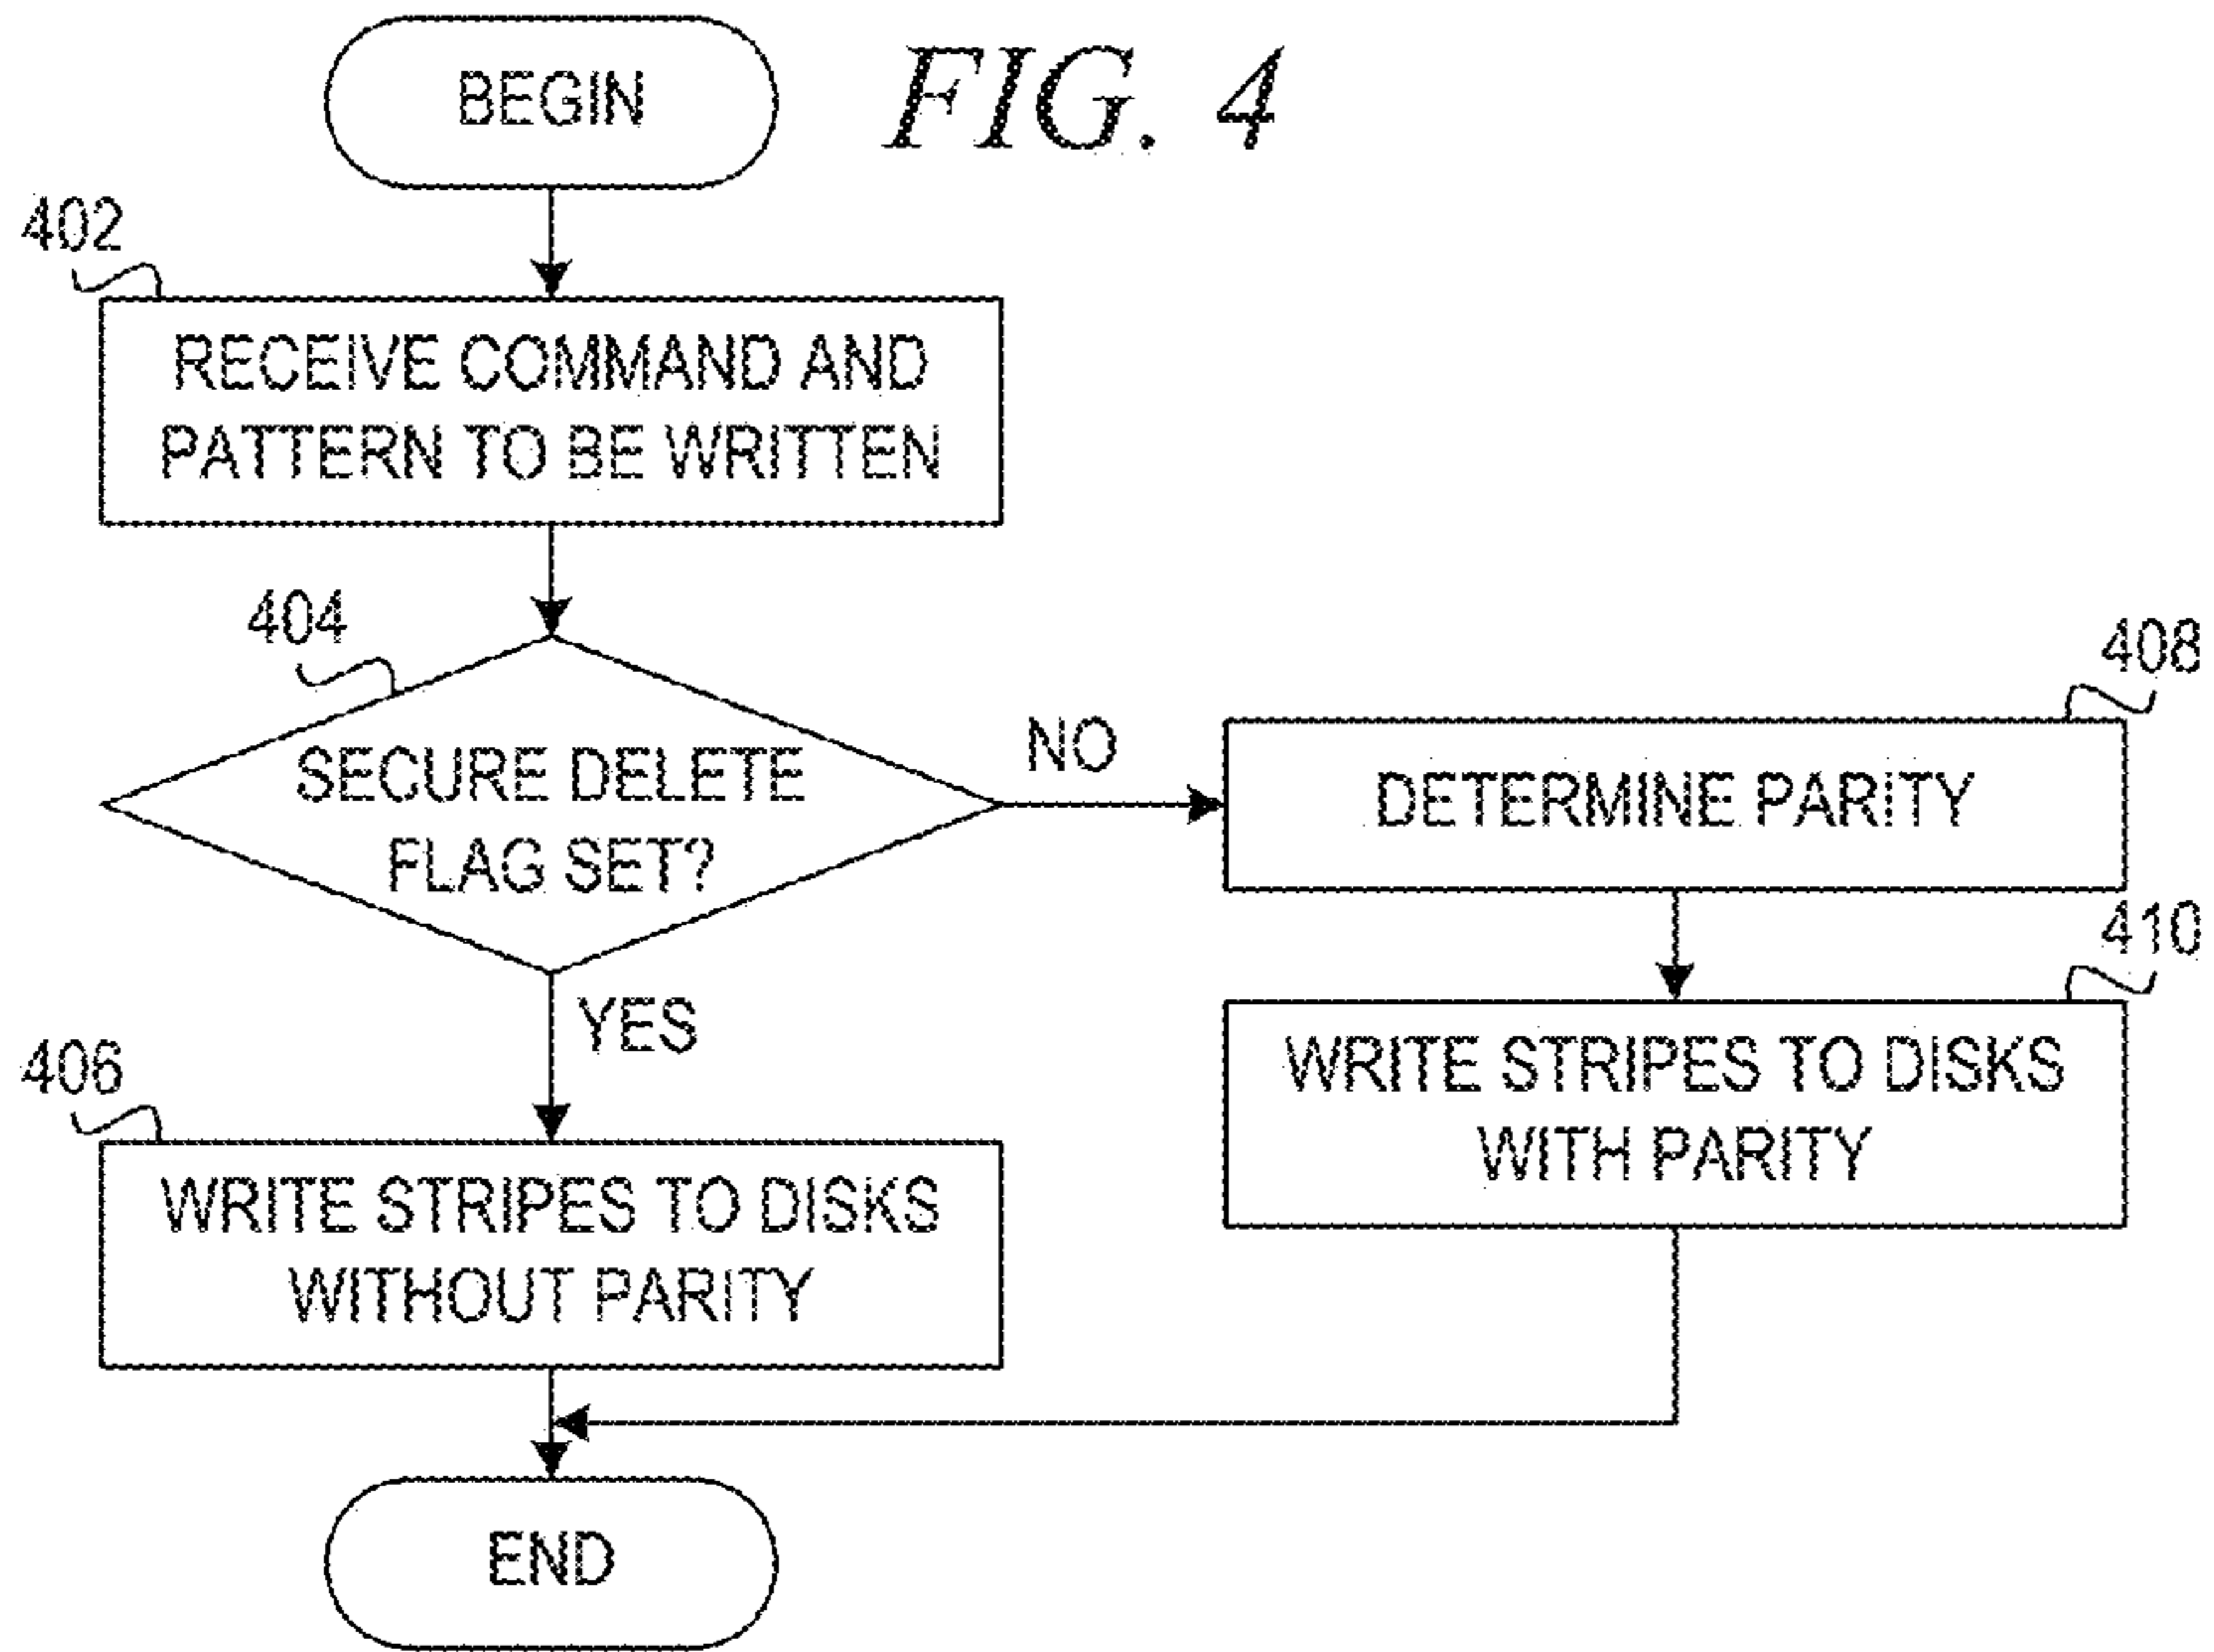 BEGIN
FIG. 4
402
RECEIVE COMMAND AND
PATTERN TO BE WRITTEN
404
SECURE DELETE
FLAG SET?
NO
408
DETERMINE PARITY
YES
410
WRITE STRIPES TO DISKS
WITH PARITY
406
WRITE STRIPES TO DISKS
WITHOUT PARITY
END